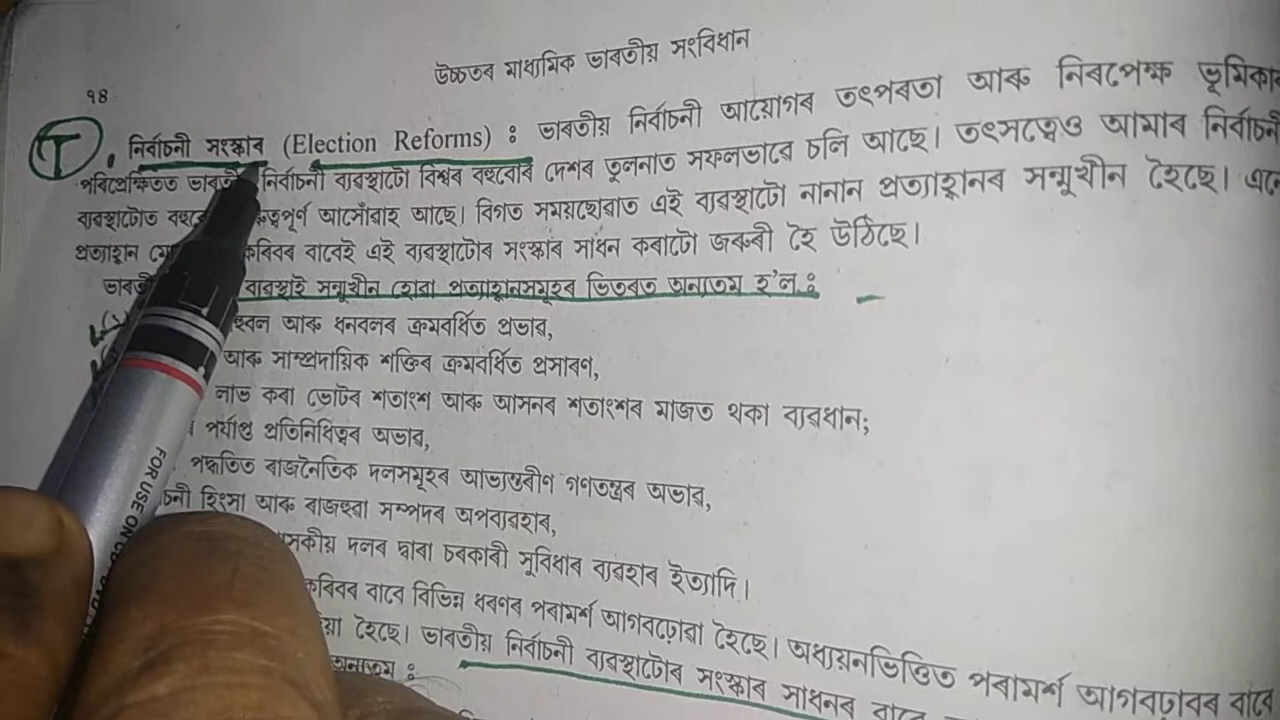 উচ্চতৰ মাধ্যমিক ভাৰতীয় সংবিধান
৭৪
T
নিৰ্বাচনী সংস্কাৰ (Election Reforms) : ভাৰতীয় নিৰ্বাচনী আয়োগৰ তৎপৰতা আৰু নিৰপেক্ষ ভূমিকাৰ
পৰিপ্ৰেক্ষিতত নিৰ্বাচনী ব্যৱস্থাটো বিশ্বৰ বহুবোৰ দেশৰ তুলনাত সফলভাৱে চলি আছে। তৎসত্ত্বেও আমাৰ নিৰ্বাচনী
ব্যৱস্থাটোত আসোঁৱাহ আছে। বিগত সময়ছোৱাত এই ব্যৱস্থাটো নানান প্ৰত্যাহ্বানৰ সন্মুখীন হৈছে।
প্ৰত্যাহ্বান কৰিবৰ বাবেই এই ব্যৱস্থাটোৰ সংস্কাৰ সাধন কৰাটো জৰুৰী হৈ উঠিছে।
ব্যৱস্থাই সন্মুখীন হোৱা প্ৰত্যাহ্বানসমূহৰ ভিতৰত অন্যতম হ'ল :
আৰু ধনবলৰ ক্ৰমবৰ্ধিত প্ৰভাৱ,
আৰু সাম্প্ৰদায়িক শক্তিৰ ক্ৰমবৰ্ধিত প্ৰসাৰণ,
লাভ কৰা ভোটৰ শতাংশ আৰু আসনৰ শতাংশৰ মাজত থকা ব্যৱধান;
পৰ্যাপ্ত প্ৰতিনিধিত্বৰ অভাৱ,
পদ্ধতিত ৰাজনৈতিক দলসমূহৰ আভ্যন্তৰীণ গণতন্ত্ৰৰ অভাৱ,
হিংসা আৰু ৰাজহুৱা সম্পদৰ অপব্যৱহাৰ,
দলৰ দ্বাৰা চৰকাৰী সুবিধাৰ ব্যৱহাৰ ইত্যাদি।
কৰিবৰ বাবে বিভিন্ন ধৰণৰ পৰামৰ্শ আগবঢ়োৱা হৈছে। অধ্যয়নভিত্তিত পৰামৰ্শ আগবঢ়াবৰ বাবে
হৈছে। ভাৰতীয় নিৰ্বাচনী ব্যৱস্থাটোৰ সংস্কাৰ সাধনৰ বাবে
অন্যতম :
FOR USE ON